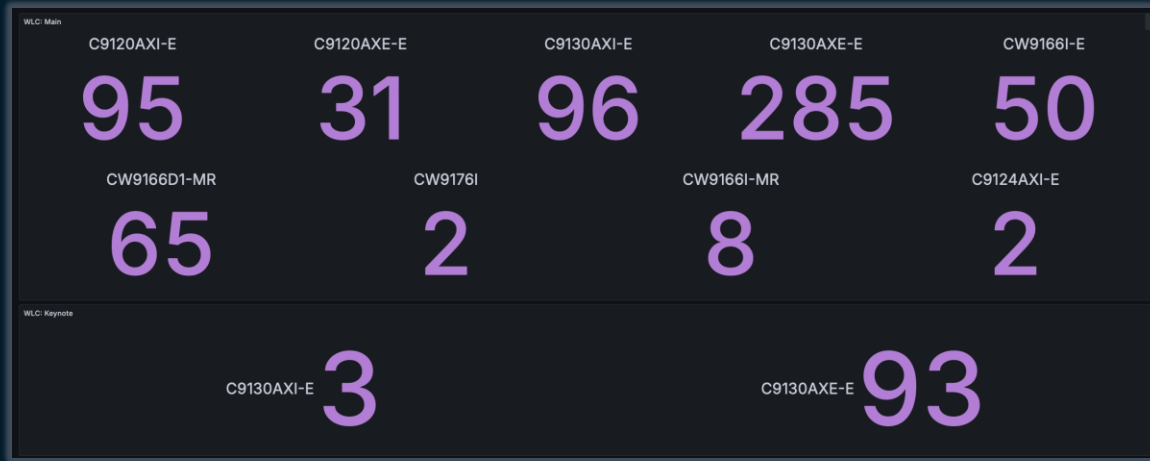 WLC: Main
C9120AXI-E C9120AXE-E C9130AXI-E C9130AXE-E CW9166I-E
95 31 96 285 50
CW9166D1-MR CW9176I CW9166I-MR C9124AXI-E
65 2 8 2
WLC: Keynote
C9130AXI-E 3 C9130AXE-E 93